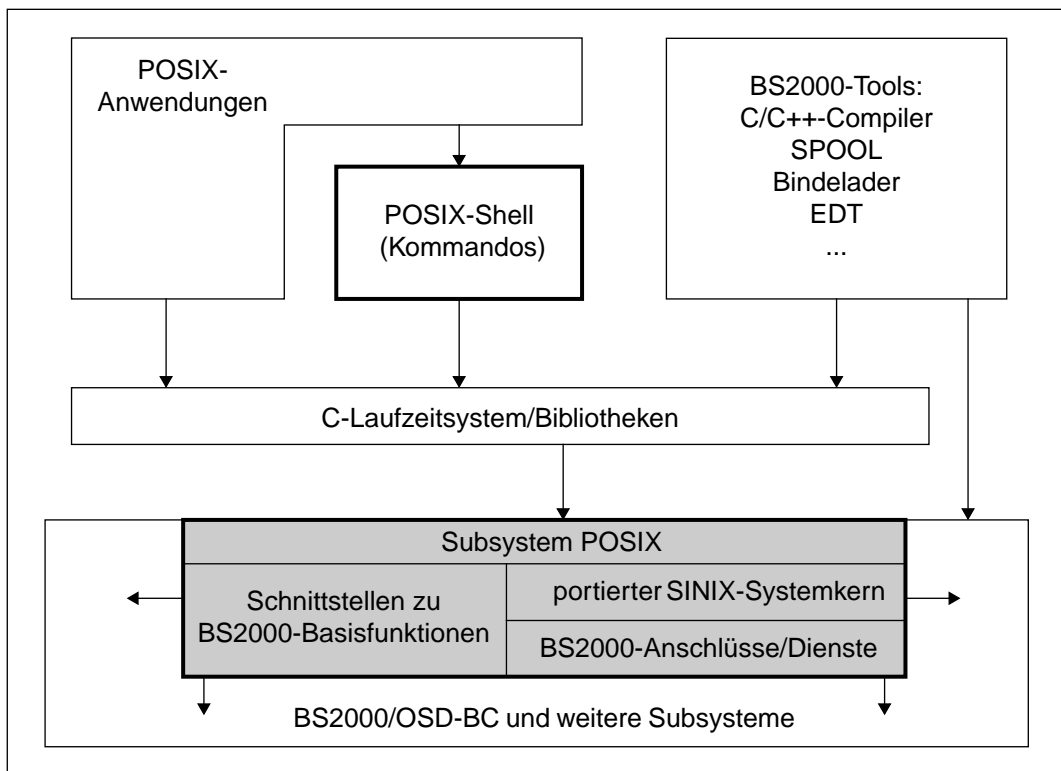 POSIX-
Anwendungen
POSIX-Shell
(Kommandos)
BS2000-Tools:
C/C++-Compiler
SPOOL
Bindelader
EDT
...
C-Laufzeitsystem/Bibliotheken
Subsystem POSIX
Schnittstellen zu
BS2000-Basisfunktionen
portierter SINIX-Systemkern
BS2000-Anschlüsse/Dienste
BS2000/OSD-BC und weitere Subsysteme